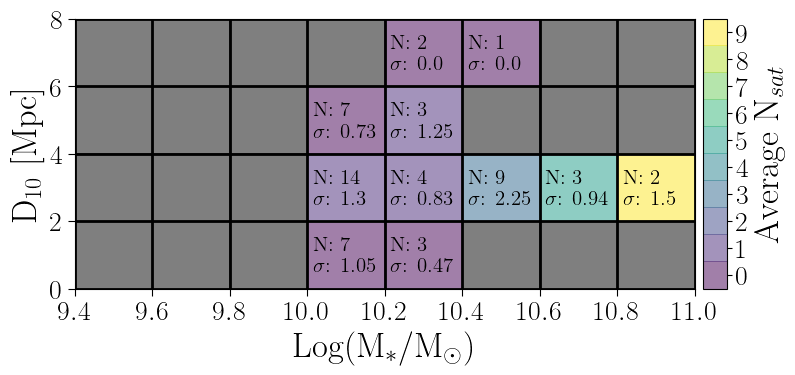 8
6
4
2
0
D₁₀ [Mpc]
N: 2
σ: 0.0
N: 1
σ: 0.0
N: 7
σ: 0.73
N: 3
σ: 1.25
N: 14
σ: 1.3
N: 4
σ: 0.83
N: 9
σ: 2.25
N: 3
σ: 0.94
N: 2
σ: 1.5
N: 7
σ: 1.05
N: 3
σ: 0.47
9.4 9.6 9.8 10.0 10.2 10.4 10.6 10.8 11.0
Log(M*/M⊙)
9
8
7
6
5
4
3
2
1
0
Average N_sat